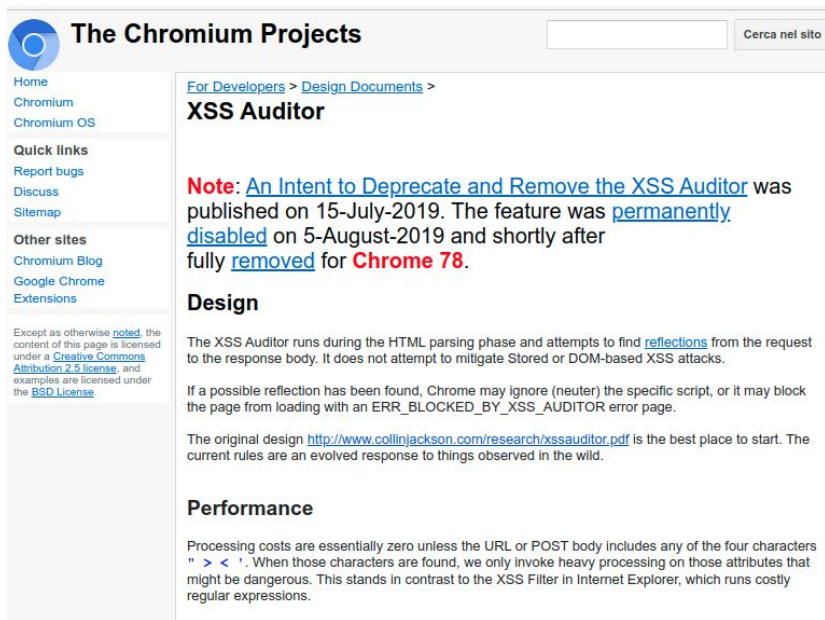 The Chromium Projects
Cerca nel sito
Home
Chromium
Chromium OS
Quick links
Report bugs
Discuss
Sitemap
Other sites
Chromium Blog
Google Chrome
Extensions
Except as otherwise noted, the
content of this page is licensed
under a Creative Commons
Attribution 2.5 license, and
examples are licensed under
the BSD License.
For Developers > Design Documents >
XSS Auditor
Note: An Intent to Deprecate and Remove the XSS Auditor was
published on 15-July-2019. The feature was permanently
disabled on 5-August-2019 and shortly after
fully removed for Chrome 78.
Design
The XSS Auditor runs during the HTML parsing phase and attempts to find reflections from the request
to the response body. It does not attempt to mitigate Stored or DOM-based XSS attacks.
If a possible reflection has been found, Chrome may ignore (neuter) the specific script, or it may block
the page from loading with an ERR_BLOCKED_BY_XSS_AUDITOR error page.
The original design http://www.collinjackson.com/research/xssauditor.pdf is the best place to start. The
current rules are an evolved response to things observed in the wild.
Performance
Processing costs are essentially zero unless the URL or POST body includes any of the four characters
" > < '. When those characters are found, we only invoke heavy processing on those attributes that
might be dangerous. This stands in contrast to the XSS Filter in Internet Explorer, which runs costly
regular expressions.